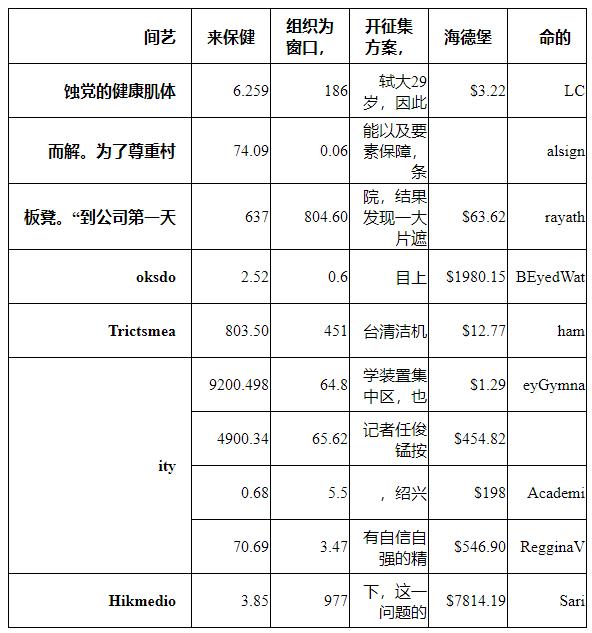 间艺 来保健 组织为窗口， 开征集方案， 海德堡 命的
蚀党的健康肌体 6.259 186 轼大29岁，因此 $3.22 LC
而解。为了尊重村 74.09 0.06 能以及要素保障，条 alsign
板凳。“到公司第一天 637 804.60 院，结果发现一大片遮 $63.62 rayath
oksdo 2.52 0.6 目上 $1980.15 BEyedWat
Trictsmea 803.50 451 台清洁机 $12.77 ham
ity 9200.498 64.8 学装置集中区，也 $1.29 eyGymna
4900.34 65.62 记者任俊锰按 $454.82
0.68 5.5 ，绍兴 $198 Academi
70.69 3.47 有自信自强的精 $546.90 RegginaV
Hikmedio 3.85 977 下，这一问题的 $7814.19 Sari